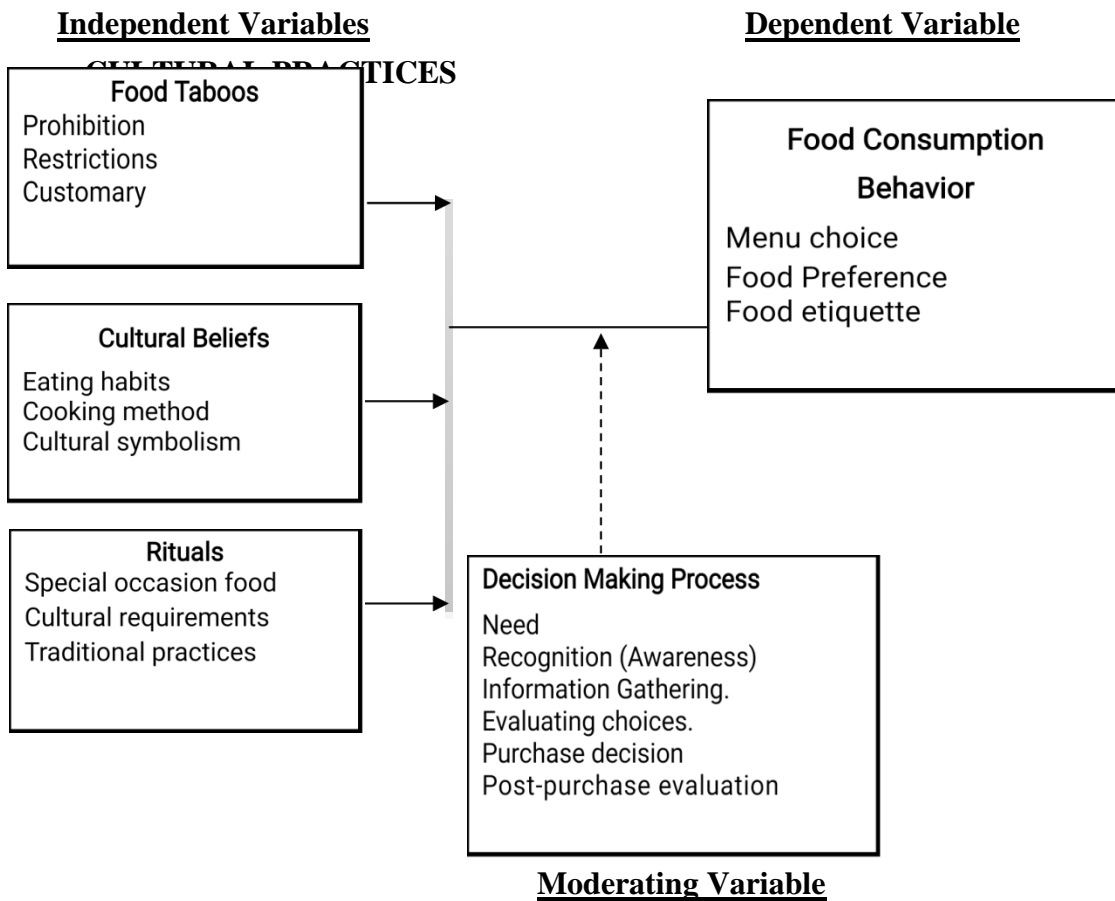 Independent Variables
Dependent Variable
CULTURAL PRACTICES
Food Taboos
Prohibition
Restrictions
Customary
Cultural Beliefs
Eating habits
Cooking method
Cultural symbolism
Rituals
Special occasion food
Cultural requirements
Traditional practices
Food Consumption
Behavior
Menu choice
Food Preference
Food etiquette
Decision Making Process
Need
Recognition (Awareness)
Information Gathering.
Evaluating choices.
Purchase decision
Post-purchase evaluation
Moderating Variable